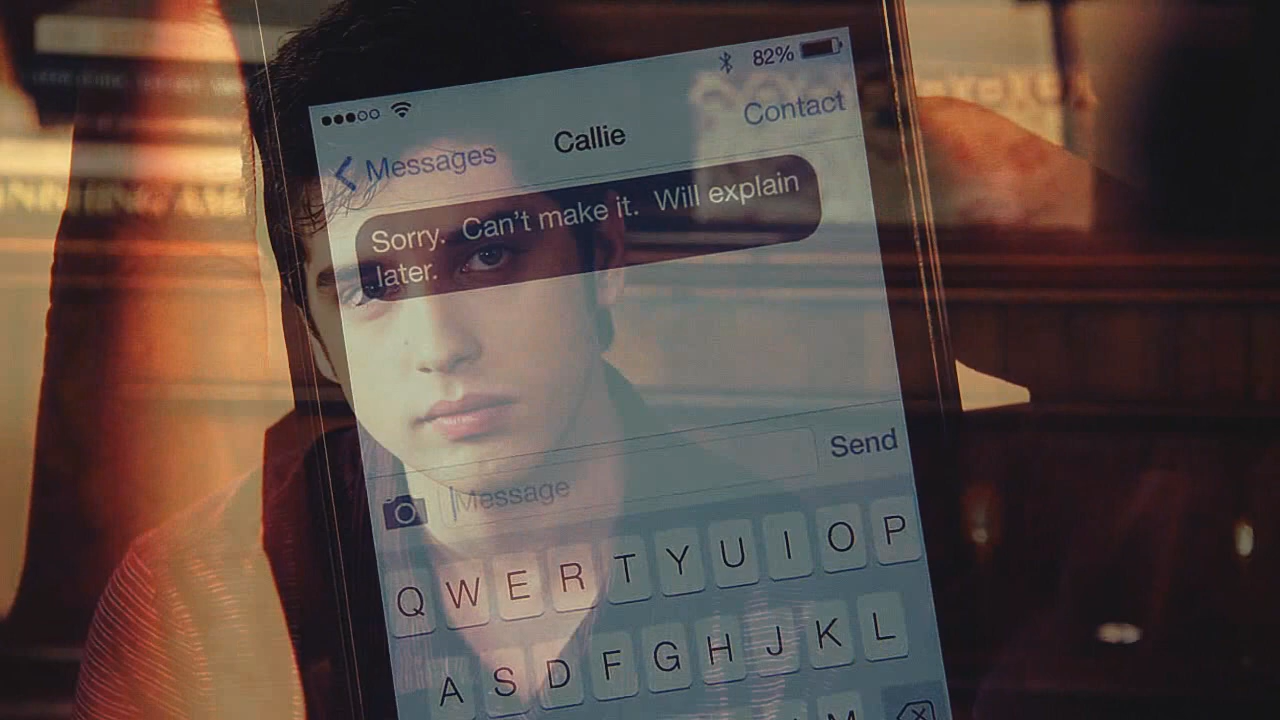 82%
Messages
Callie
Contact
Sorry. Can't make it. Will explain
later.
Message
Send
Q W E R T Y U I O P
A S D F G H J K L
M